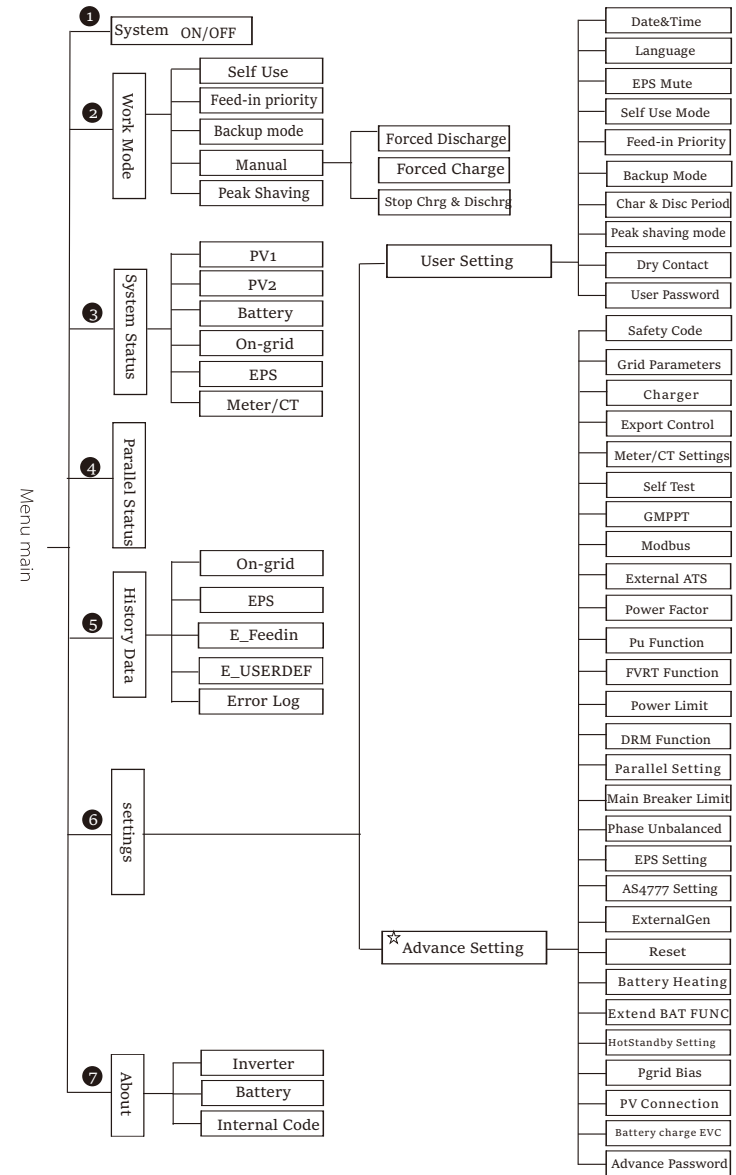 Menu main
1
System ON/OFF
2
Work Mode
Self Use
Feed-in priority
Backup mode
Manual
Peak Shaving
Forced Discharge
Forced Charge
Stop Chrg & Dischrg
3
System Status
PV1
PV2
Battery
On-grid
EPS
Meter/CT
4
Parallel Status
5
History Data
On-grid
EPS
E_Feedin
E_USERDEF
Error Log
6
settings
User Setting
Date&Time
Language
EPS Mute
Self Use Mode
Feed-in Priority
Backup Mode
Char & Disc Period
Peak shaving mode
Dry Contact
User Password
☆Advance Setting
Safety Code
Grid Parameters
Charger
Export Control
Meter/CT Settings
Self Test
GMPPT
Modbus
External ATS
Power Factor
Pu Function
FVRT Function
Power Limit
DRM Function
Parallel Setting
Main Breaker Limit
Phase Unbalanced
EPS Setting
AS4777 Setting
ExternalGen
Reset
Battery Heating
Extend BAT FUNC
HotStandby Setting
Pgrid Bias
PV Connection
Battery charge EVC
Advance Password
7
About
Inverter
Battery
Internal Code